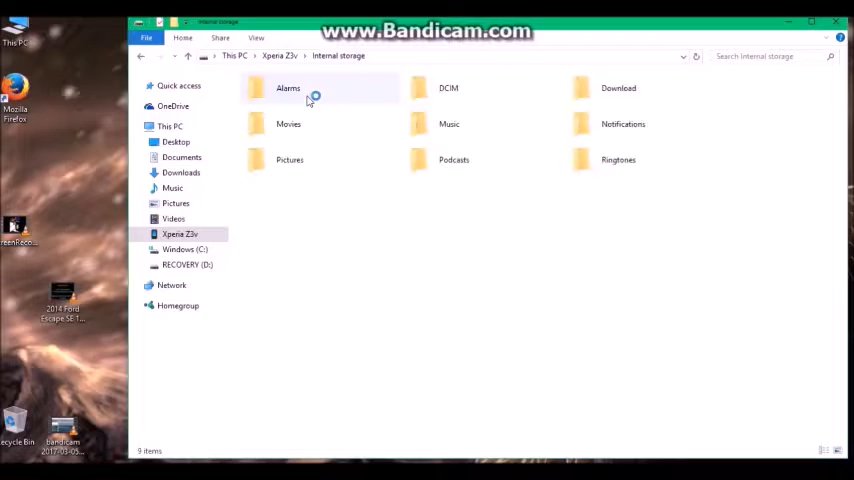 www.Bandicam.com
Internal storage
File Home Share View
This PC Xperia Z3v Internal storage
Search Internal storage
This PC
Mozilla
Firefox
2014 Ford
Escape SE 1...
Recycle Bin
bandicam
2017-03-05...
Quick access
OneDrive
This PC
Desktop
Documents
Downloads
Music
Pictures
Videos
Xperia Z3v
Windows (C:)
RECOVERY (D:)
Network
Homegroup
Alarms DCIM Download
Movies Music Notifications
Pictures Podcasts Ringtones
9 items